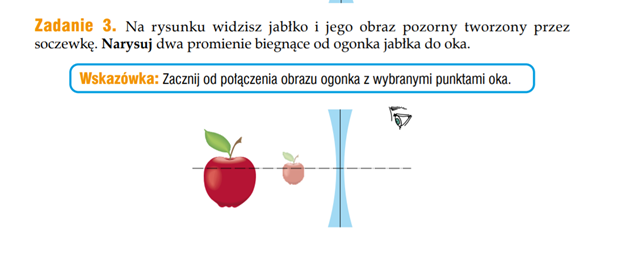 Zadanie 3. Na rysunku widzisz jabłko i jego obraz pozorny tworzony przez
soczewkę. Narysuj dwa promienie biegnące od ogonka jabłka do oka.
Wskazówka: Zacznij od połączenia obrazu ogonka z wybranymi punktami oka.